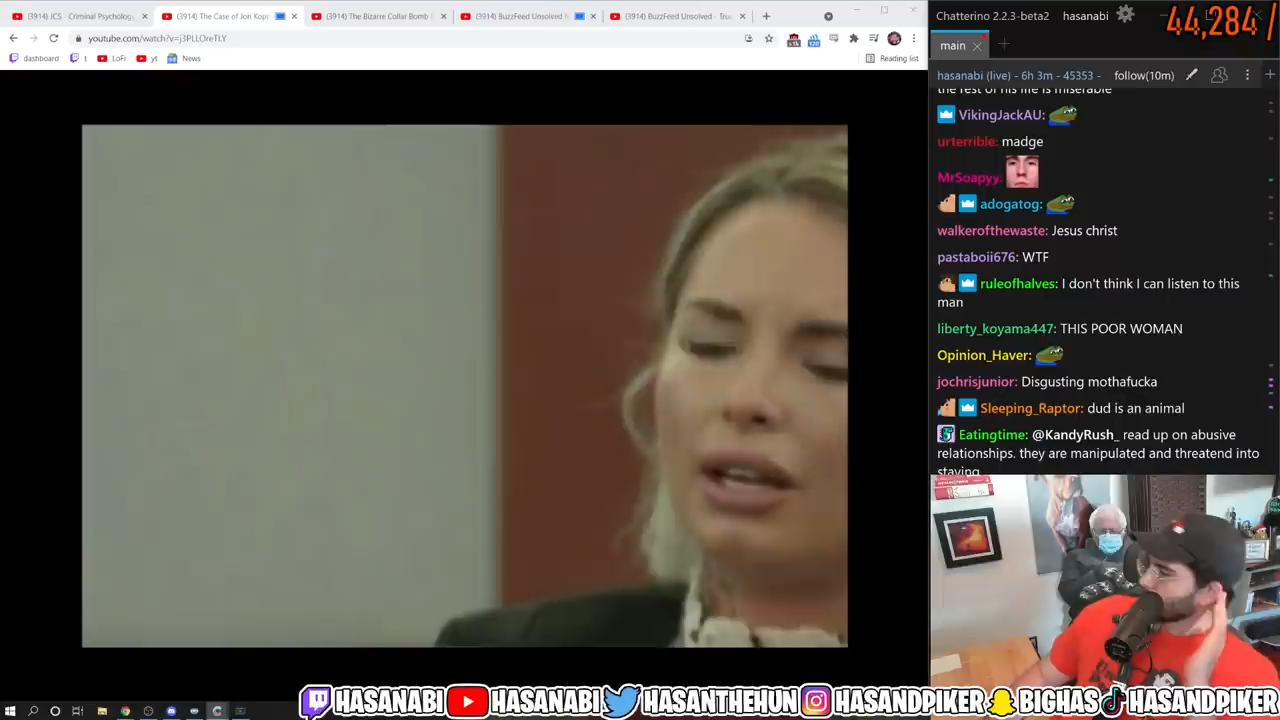 (3914) JCS - Criminal Psycholog
(3914) The Case of Jon Kop
(3914) The Bizarre Collar Bomb
(3914) BuzzFeed Unsolved
(3914) BuzzFeed Unsolved - Tru
youtube.com/watch?v=j3PLLOreTLY
dashboard
t
LoFi
yt
News
Reading list
Chatterino 2.2.3-beta2
hasanabi
44,284 /
main
hasanabi (live) - 6h 3m - 45353 -
follow(10m)
the rest of his life is miserable
VikingJackAU:
urterrible: madge
MrSoapyy:
adogatog:
walkerofthewaste: Jesus christ
pastaboii676: WTF
ruleofhalves: I don't think I can listen to this
man
liberty_koyama447: THIS POOR WOMAN
Opinion_Haver:
jochrisjunior: Disgusting mothafucka
Sleeping_Raptor: dud is an animal
Eatingtime: @KandyRush_ read up on abusive
relationships. they are manipulated and threatend into
staying
HASANABI
HASANABI
HASANTHEHUN
HASANDPIKER
BIGHAS
HASANDPIKER